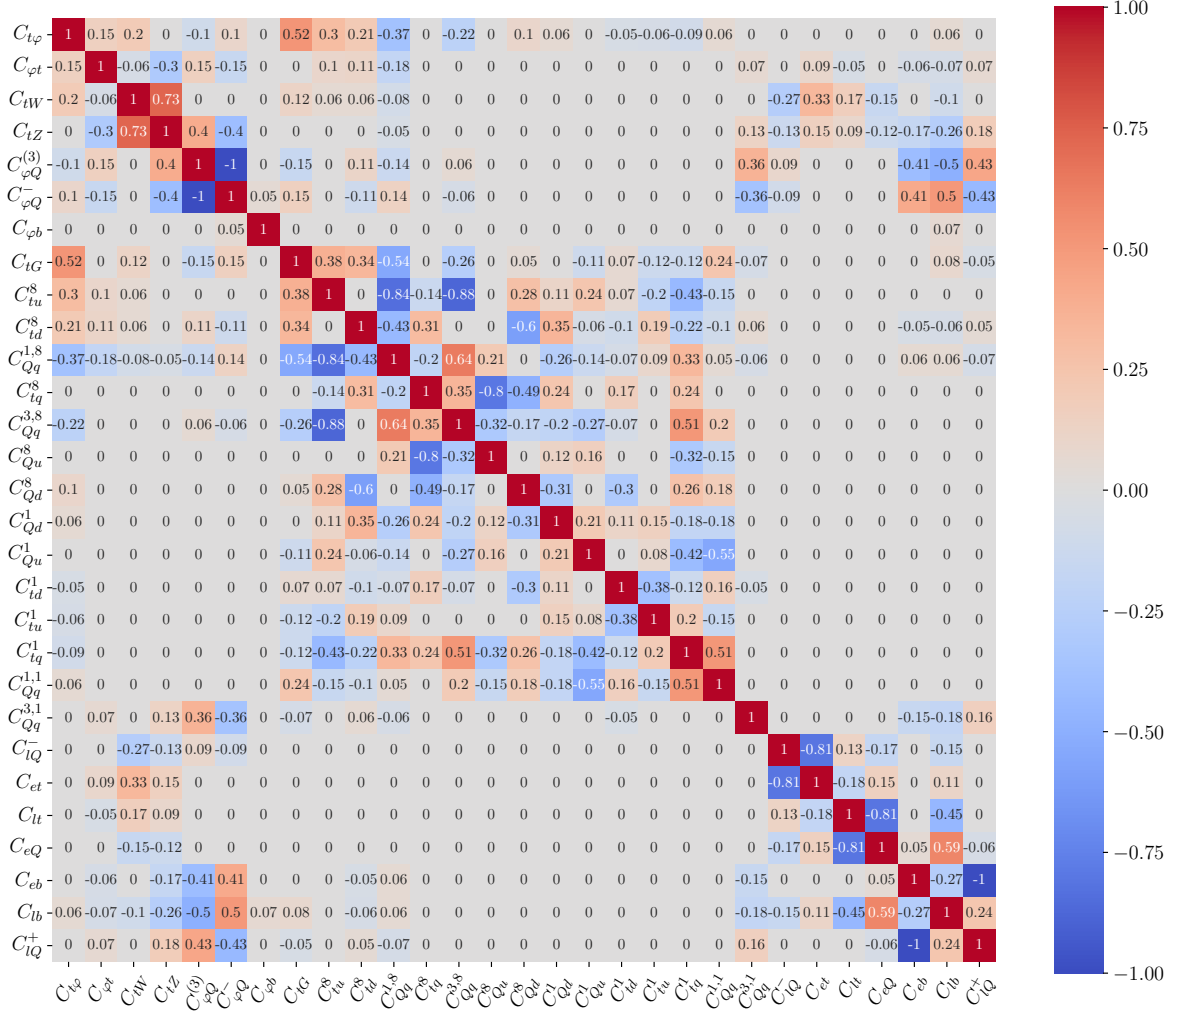 C_{tφ} 1 0.15 0.2 0 -0.1 0.1 0 0.52 0.3 0.21 -0.37 0 -0.22 0 0.1 0.06 0 -0.05 -0.06 -0.09 0.06 0 0 0 0 0 0 0.06 0
C_{φt} 0.15 1 -0.06 -0.3 0.15 -0.15 0 0 0.1 0.11 -0.18 0 0 0 0 0 0 0 0 0 0 0.07 0 0.09 -0.05 0 -0.06 -0.07 0.07
C_{tW} 0.2 -0.06 1 0.73 0 0 0 0.12 0.06 0.06 -0.08 0 0 0 0 0 0 0 0 0 0 0 -0.27 0.33 0.17 -0.15 0 -0.1 0
C_{tZ} 0 -0.3 0.73 1 0.4 -0.4 0 0 0 0 -0.05 0 0 0 0 0 0 0 0 0 0 0.13 -0.13 0.15 0.09 -0.12 -0.17 -0.26 0.18
C_{φQ}^{(3)} -0.1 0.15 0 0.4 1 -1 0 -0.15 0 0.11 -0.14 0 0.06 0 0 0 0 0 0 0 0 0.36 0.09 0 0 0 -0.41 -0.5 0.43
C_{φQ}^{-} 0.1 -0.15 0 -0.4 -1 1 0.05 0.15 0 -0.11 0.14 0 -0.06 0 0 0 0 0 0 0 0 -0.36 -0.09 0 0 0 0.41 0.5 -0.43
C_{φb} 0 0 0 0 0 0.05 1 0 0 0 0 0 0 0 0 0 0 0 0 0 0 0 0 0 0 0 0 0.07 0
C_{tG} 0.52 0 0.12 0 -0.15 0.15 0 1 0.38 0.34 -0.54 0 -0.26 0 0.05 0 -0.11 0.07 -0.12 -0.12 0.24 -0.07 0 0 0 0 0 0.08 -0.05
C_{tu}^{8} 0.3 0.1 0.06 0 0 0 0 0.38 1 0 -0.84 -0.14 -0.88 0 0.28 0.11 0.24 0.07 -0.2 -0.43 -0.15 0 0 0 0 0 0 0 0
C_{td}^{8} 0.21 0.11 0.06 0 0.11 -0.11 0 0.34 0 1 -0.43 0.31 0 0 -0.6 0.35 -0.06 -0.1 0.19 -0.22 -0.1 0.06 0 0 0 0 -0.05 -0.06 0.05
C_{Qq}^{1,8} -0.37 -0.18 -0.08 -0.05 -0.14 0.14 0 -0.54 -0.84 -0.43 1 -0.2 0.64 0.21 0 -0.26 -0.14 -0.07 0.09 0.33 0.05 -0.06 0 0 0 0 0.06 0.06 -0.07
C_{tq}^{8} 0 0 0 0 0 0 0 0 -0.14 0.31 -0.2 1 0.35 -0.8 -0.49 0.24 0 0.17 0 0.24 0 0 0 0 0 0 0 0 0
C_{Qq}^{3,8} -0.22 0 0 0 0.06 -0.06 0 -0.26 -0.88 0 0.64 0.35 1 -0.32 -0.17 -0.2 -0.27 -0.07 0 0.51 0.2 0 0 0 0 0 0 0 0
C_{Qu}^{8} 0 0 0 0 0 0 0 0 0 0 0.21 -0.8 -0.32 1 0 0.12 0.16 0 0 -0.32 -0.15 0 0 0 0 0 0 0 0
C_{Qd}^{8} 0.1 0 0 0 0 0 0 0.05 0.28 -0.6 0 -0.49 -0.17 0 1 -0.31 0 -0.3 0 0.26 0.18 0 0 0 0 0 0 0 0
C_{Qd}^{1} 0.06 0 0 0 0 0 0 0 0.11 0.35 -0.26 0.24 -0.2 0.12 -0.31 1 0.21 0.11 0.15 -0.18 -0.18 0 0 0 0 0 0 0 0
C_{Qu}^{1} 0 0 0 0 0 0 0 -0.11 0.24 -0.06 -0.14 0 -0.27 0.16 0 0.21 1 0 0.08 -0.42 -0.55 0 0 0 0 0 0 0 0
C_{td}^{1} -0.05 0 0 0 0 0 0 0.07 0.07 -0.1 -0.07 0.17 -0.07 0 -0.3 0.11 0 1 -0.38 -0.12 0.16 -0.05 0 0 0 0 0 0 0
C_{tu}^{1} -0.06 0 0 0 0 0 0 -0.12 -0.2 0.19 0.09 0 0 0 0 0.15 0.08 -0.38 1 0.2 -0.15 0 0 0 0 0 0 0 0
C_{tq}^{1} -0.09 0 0 0 0 0 0 -0.12 -0.43 -0.22 0.33 0.24 0.51 -0.32 0.26 -0.18 -0.42 -0.12 0.2 1 0.51 0 0 0 0 0 0 0 0
C_{Qq}^{1,1} 0.06 0 0 0 0 0 0 0.24 -0.15 -0.1 0.05 0 0.2 -0.15 0.18 -0.18 -0.55 0.16 -0.15 0.51 1 0 0 0 0 0 0 0 0
C_{Qq}^{3,1} 0 0.07 0 0.13 0.36 -0.36 0 -0.07 0 0.06 -0.06 0 0 0 0 0 0 -0.05 0 0 0 1 0 0 0 0 -0.15 -0.18 0.16
C_{lQ}^{-} 0 0 -0.27 -0.13 0.09 -0.09 0 0 0 0 0 0 0 0 0 0 0 0 0 0 0 0 1 -0.81 0.13 -0.17 0 -0.15 0
C_{et} 0 0.09 0.33 0.15 0 0 0 0 0 0 0 0 0 0 0 0 0 0 0 0 0 0 -0.81 1 -0.18 0.15 0 0.11 0
C_{lt} 0 -0.05 0.17 0.09 0 0 0 0 0 0 0 0 0 0 0 0 0 0 0 0 0 0 0.13 -0.18 1 -0.81 0 -0.45 0
C_{eQ} 0 0 -0.15 -0.12 0 0 0 0 0 0 0 0 0 0 0 0 0 0 0 0 0 0 -0.17 0.15 -0.81 1 0.05 0.59 -0.06
C_{eb} 0 -0.06 0 -0.17 -0.41 0.41 0 0 0 -0.05 0.06 0 0 0 0 0 0 0 0 0 0 -0.15 0 0 0 0.05 1 -0.27 -1
C_{lb} 0.06 -0.07 -0.1 -0.26 -0.5 0.5 0.07 0.08 0 -0.06 0.06 0 0 0 0 0 0 0 0 0 0 -0.18 -0.15 0.11 -0.45 0.59 -0.27 1 0.24
C_{lQ}^{+} 0 0.07 0 0.18 0.43 -0.43 0 -0.05 0 0.05 -0.07 0 0 0 0 0 0 0 0 0 0 0.16 0 0 0 -0.06 -1 0.24 1
C_{tφ} C_{φt} C_{tW} C_{tZ} C_{φQ}^{(3)} C_{φQ}^{-} C_{φb} C_{tG} C_{tu}^{8} C_{td}^{8} C_{Qq}^{1,8} C_{tq}^{8} C_{Qq}^{3,8} C_{Qu}^{8} C_{Qd}^{8} C_{Qd}^{1} C_{Qu}^{1} C_{td}^{1} C_{tu}^{1} C_{tq}^{1} C_{Qq}^{1,1} C_{Qq}^{3,1} C_{lQ}^{-} C_{et} C_{lt} C_{eQ} C_{eb} C_{lb} C_{lQ}^{+}
1.00
0.75
0.50
0.25
0.00
−0.25
−0.50
−0.75
−1.00